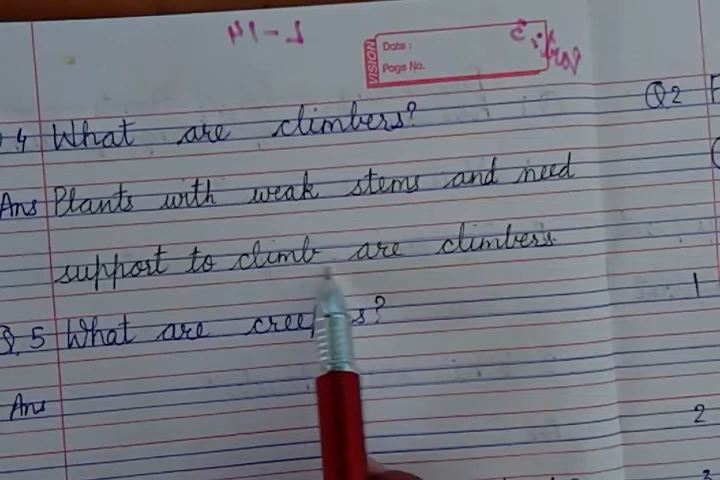 VISION
Date :
Page No.
Q 2
4 What are climbers?
Ans Plants with weak stems and need
support to climb are climbers.
1
Q. 5 What are
?
Ans
2